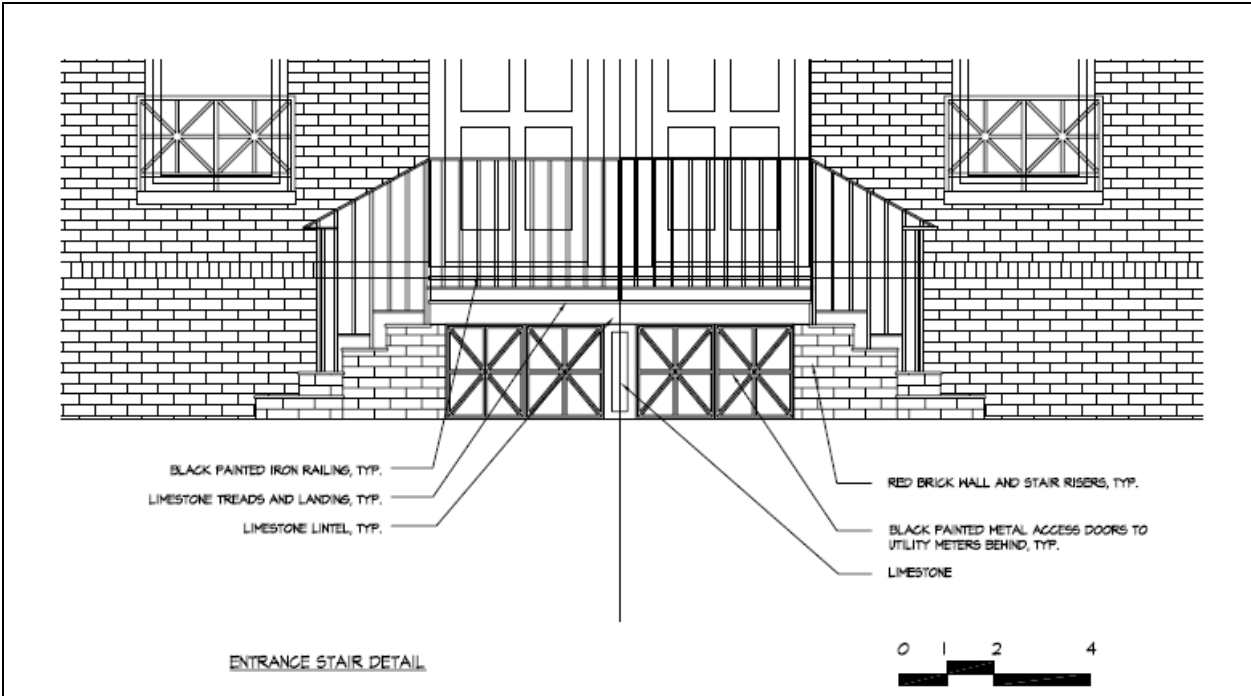 BLACK PAINTED IRON RAILING, TYP.
LIMESTONE TREADS AND LANDING, TYP.
LIMESTONE LINTEL, TYP.
RED BRICK WALL AND STAIR RISERS, TYP.
BLACK PAINTED METAL ACCESS DOORS TO
UTILITY METERS BEHIND, TYP.
LIMESTONE
ENTRANCE STAIR DETAIL
0 1 2 4